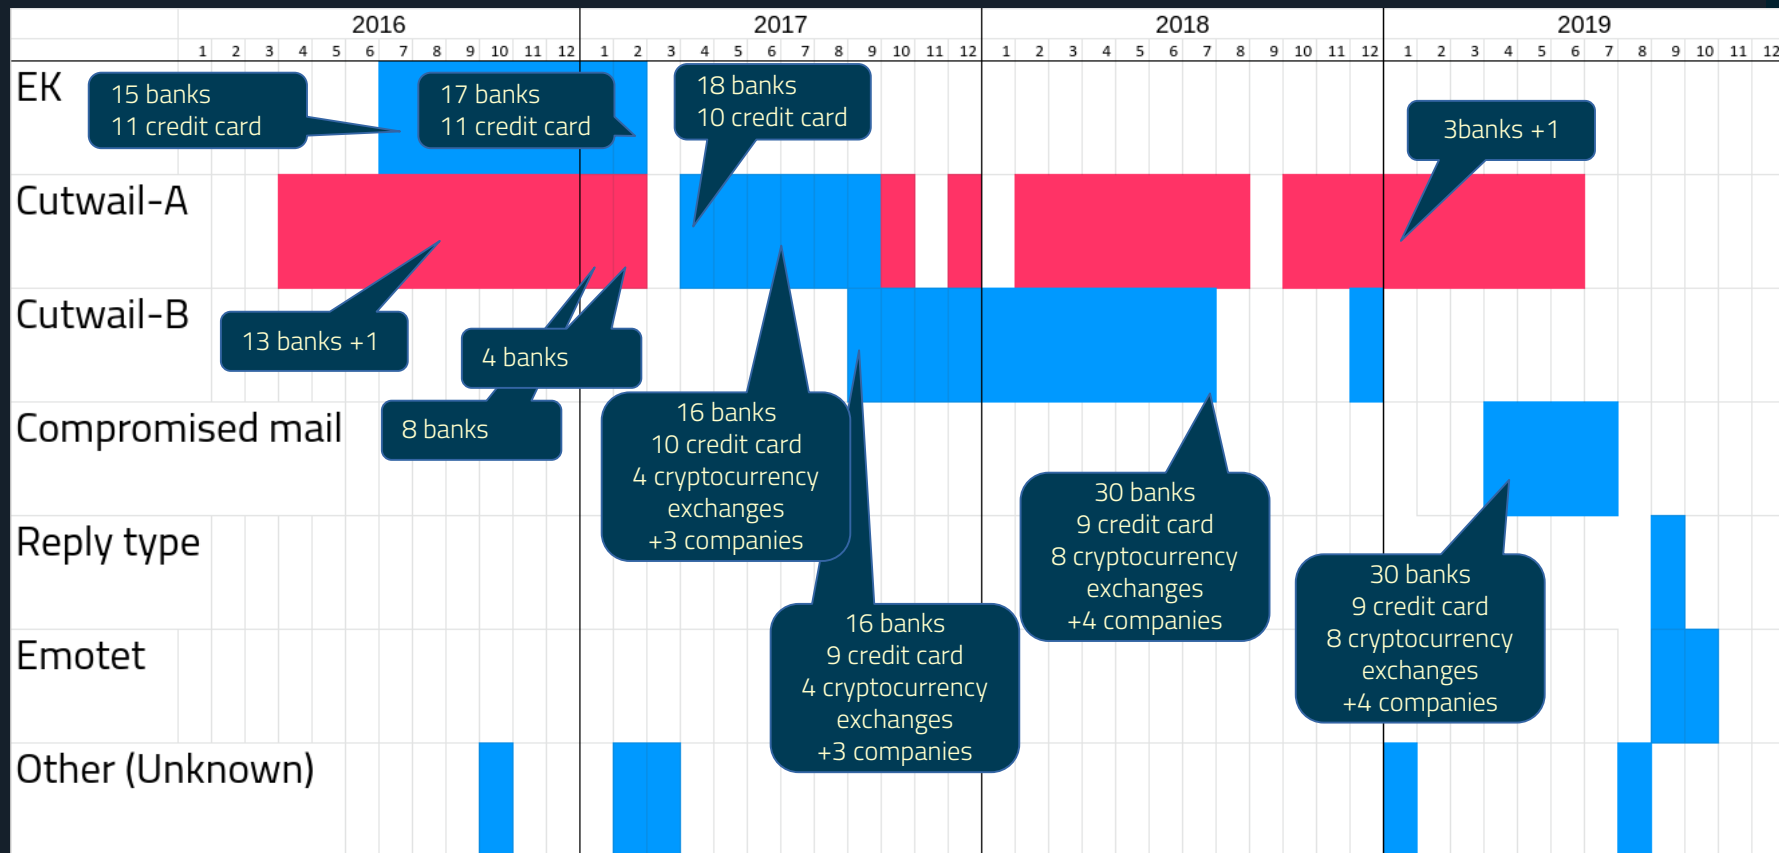 2016 2017 2018 2019
1 2 3 4 5 6 7 8 9 10 11 12 1 2 3 4 5 6 7 8 9 10 11 12 1 2 3 4 5 6 7 8 9 10 11 12 1 2 3 4 5 6 7 8 9 10 11 12
EK
15 banks
11 credit card
17 banks
11 credit card
18 banks
10 credit card
3banks +1
Cutwail-A
Cutwail-B
13 banks +1
4 banks
8 banks
Compromised mail
16 banks
10 credit card
4 cryptocurrency
exchanges
+3 companies
30 banks
9 credit card
8 cryptocurrency
exchanges
+4 companies
Reply type
30 banks
9 credit card
8 cryptocurrency
exchanges
+4 companies
16 banks
9 credit card
4 cryptocurrency
exchanges
+3 companies
Emotet
Other (Unknown)